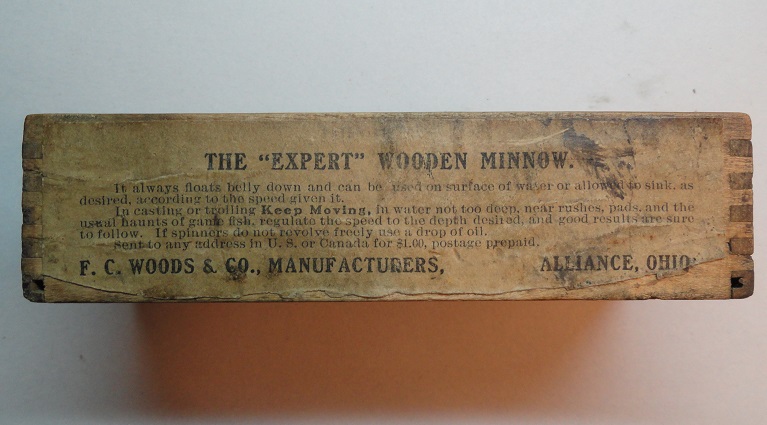 THE "EXPERT" WOODEN MINNOW.
It always floats belly down and can be used on surface of water or allowed to sink, as
desired, according to the speed given it.
In casting or trolling Keep Moving, in water not too deep, near rushes, pads, and the
usual haunts of game fish, regulate the speed to the depth desired, and good results are sure
to follow. If spinners do not revolve freely use a drop of oil.
Sent to any address in U. S. or Canada for $1.00, postage prepaid.
F. C. WOODS & CO., MANUFACTURERS, ALLIANCE, OHIO.